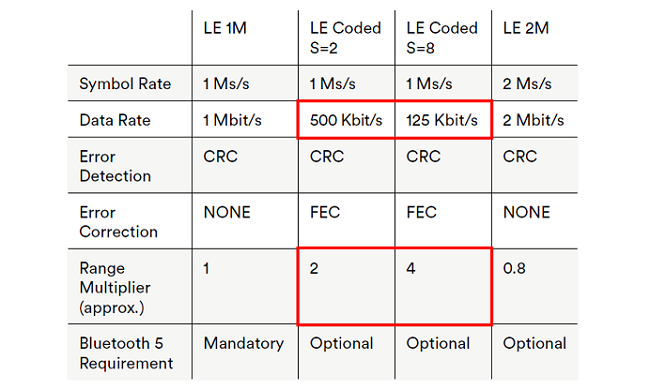 LE 1M LE Coded S=2 LE Coded S=8 LE 2M
Symbol Rate 1 Ms/s 1 Ms/s 1 Ms/s 2 Ms/s
Data Rate 1 Mbit/s 500 Kbit/s 125 Kbit/s 2 Mbit/s
Error Detection CRC CRC CRC CRC
Error Correction NONE FEC FEC NONE
Range Multiplier (approx.) 1 2 4 0.8
Bluetooth 5 Requirement Mandatory Optional Optional Optional